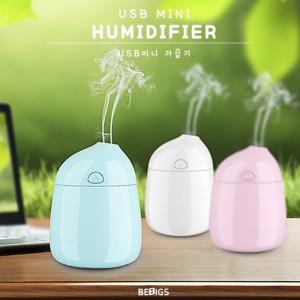 USB MINI
HUMIDIFIER
USB미니 가습기
BEBIGS